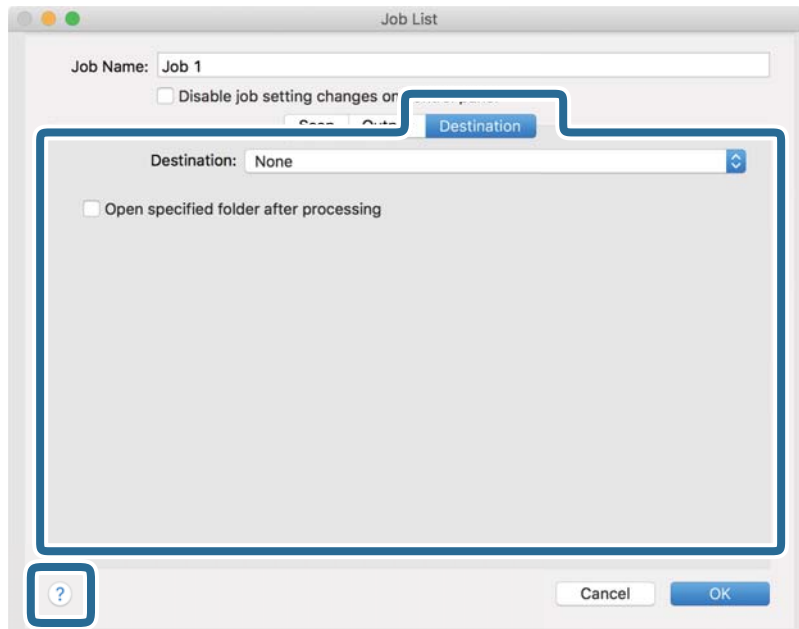 Job List
Job Name: Job 1
Disable job setting changes on
Destination
Destination: None
Open specified folder after processing
? Cancel OK